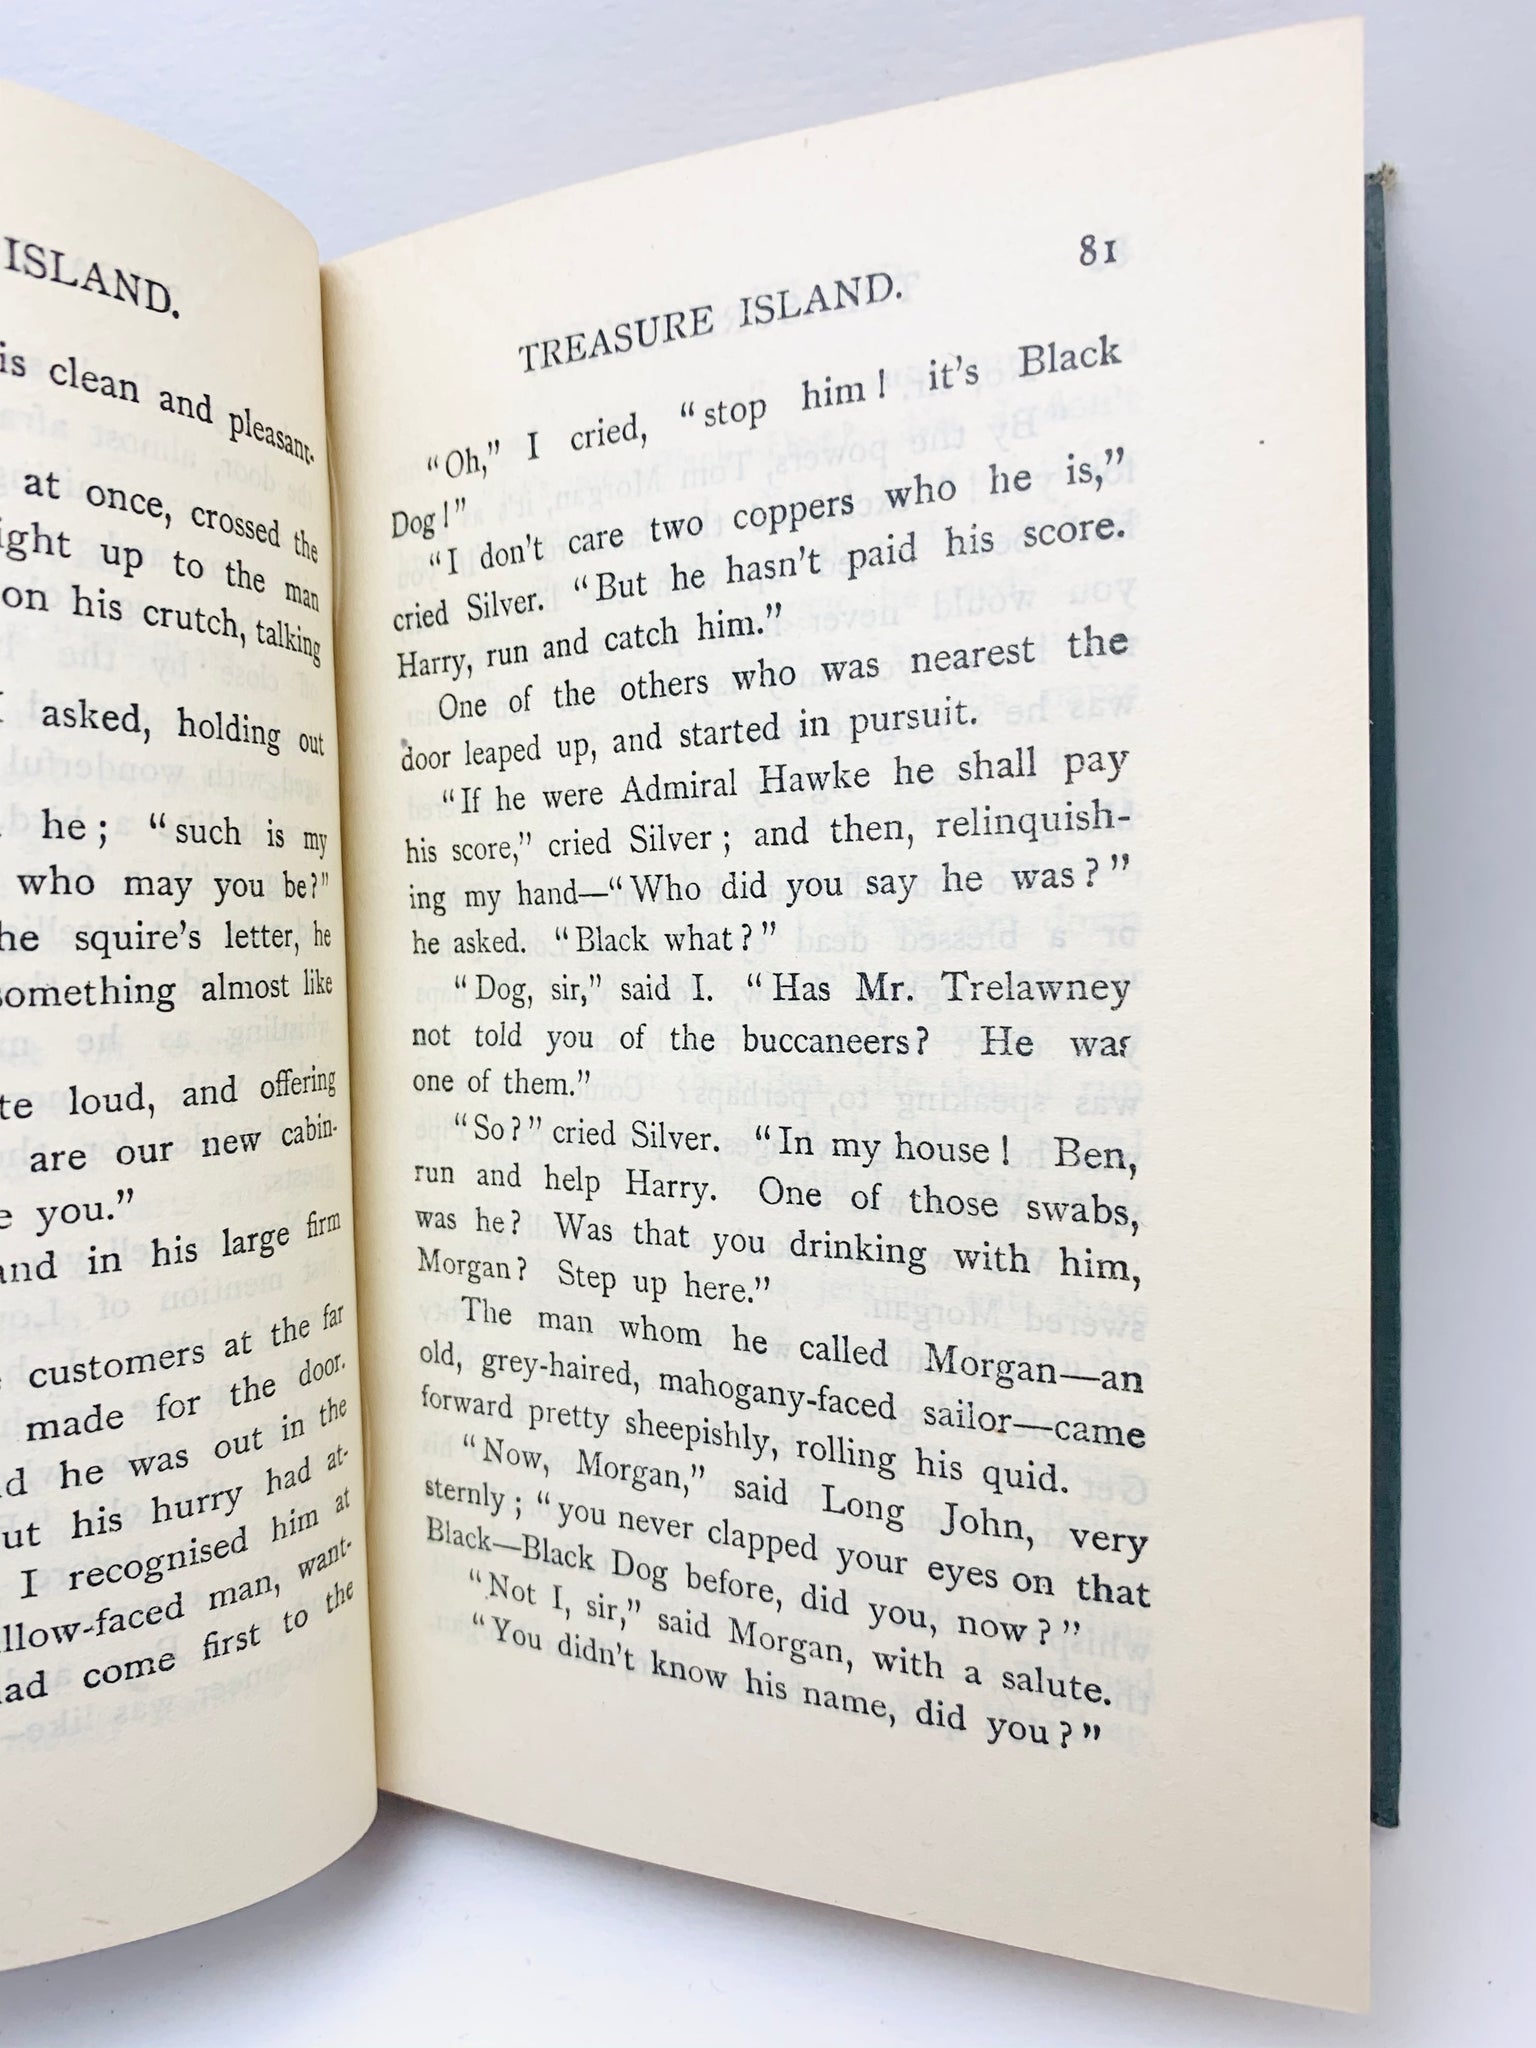 ISLAND.
is clean and pleasant-
at once, crossed the
ight up to the man
on his crutch, talking
asked, holding out
he; "such is my
who may you be?"
he squire's letter, he
something almost like
te loud, and offering
are our new cabin-
e you."
and in his large firm
customers at the far
made for the door.
d he was out in the
ut his hurry had at-
I recognised him at
llow-faced man, want-
had come first to the
TREASURE ISLAND. 81
"Oh," I cried, "stop him! it's Black
Dog!"
"I don't care two coppers who he is,"
cried Silver. "But he hasn't paid his score.
Harry, run and catch him."
One of the others who was nearest the
door leaped up, and started in pursuit.
"If he were Admiral Hawke he shall pay
his score," cried Silver; and then, relinquish-
ing my hand—"Who did you say he was?"
he asked. "Black what?"
"Dog, sir," said I. "Has Mr. Trelawney
not told you of the buccaneers? He was
one of them."
"So?" cried Silver. "In my house! Ben,
run and help Harry. One of those swabs,
was he? Was that you drinking with him,
Morgan? Step up here."
The man whom he called Morgan—an
old, grey-haired, mahogany-faced sailor—came
forward pretty sheepishly, rolling his quid.
"Now, Morgan," said Long John, very
sternly; "you never clapped your eyes on that
Black—Black Dog before, did you, now?"
"Not I, sir," said Morgan, with a salute.
"You didn't know his name, did you?"